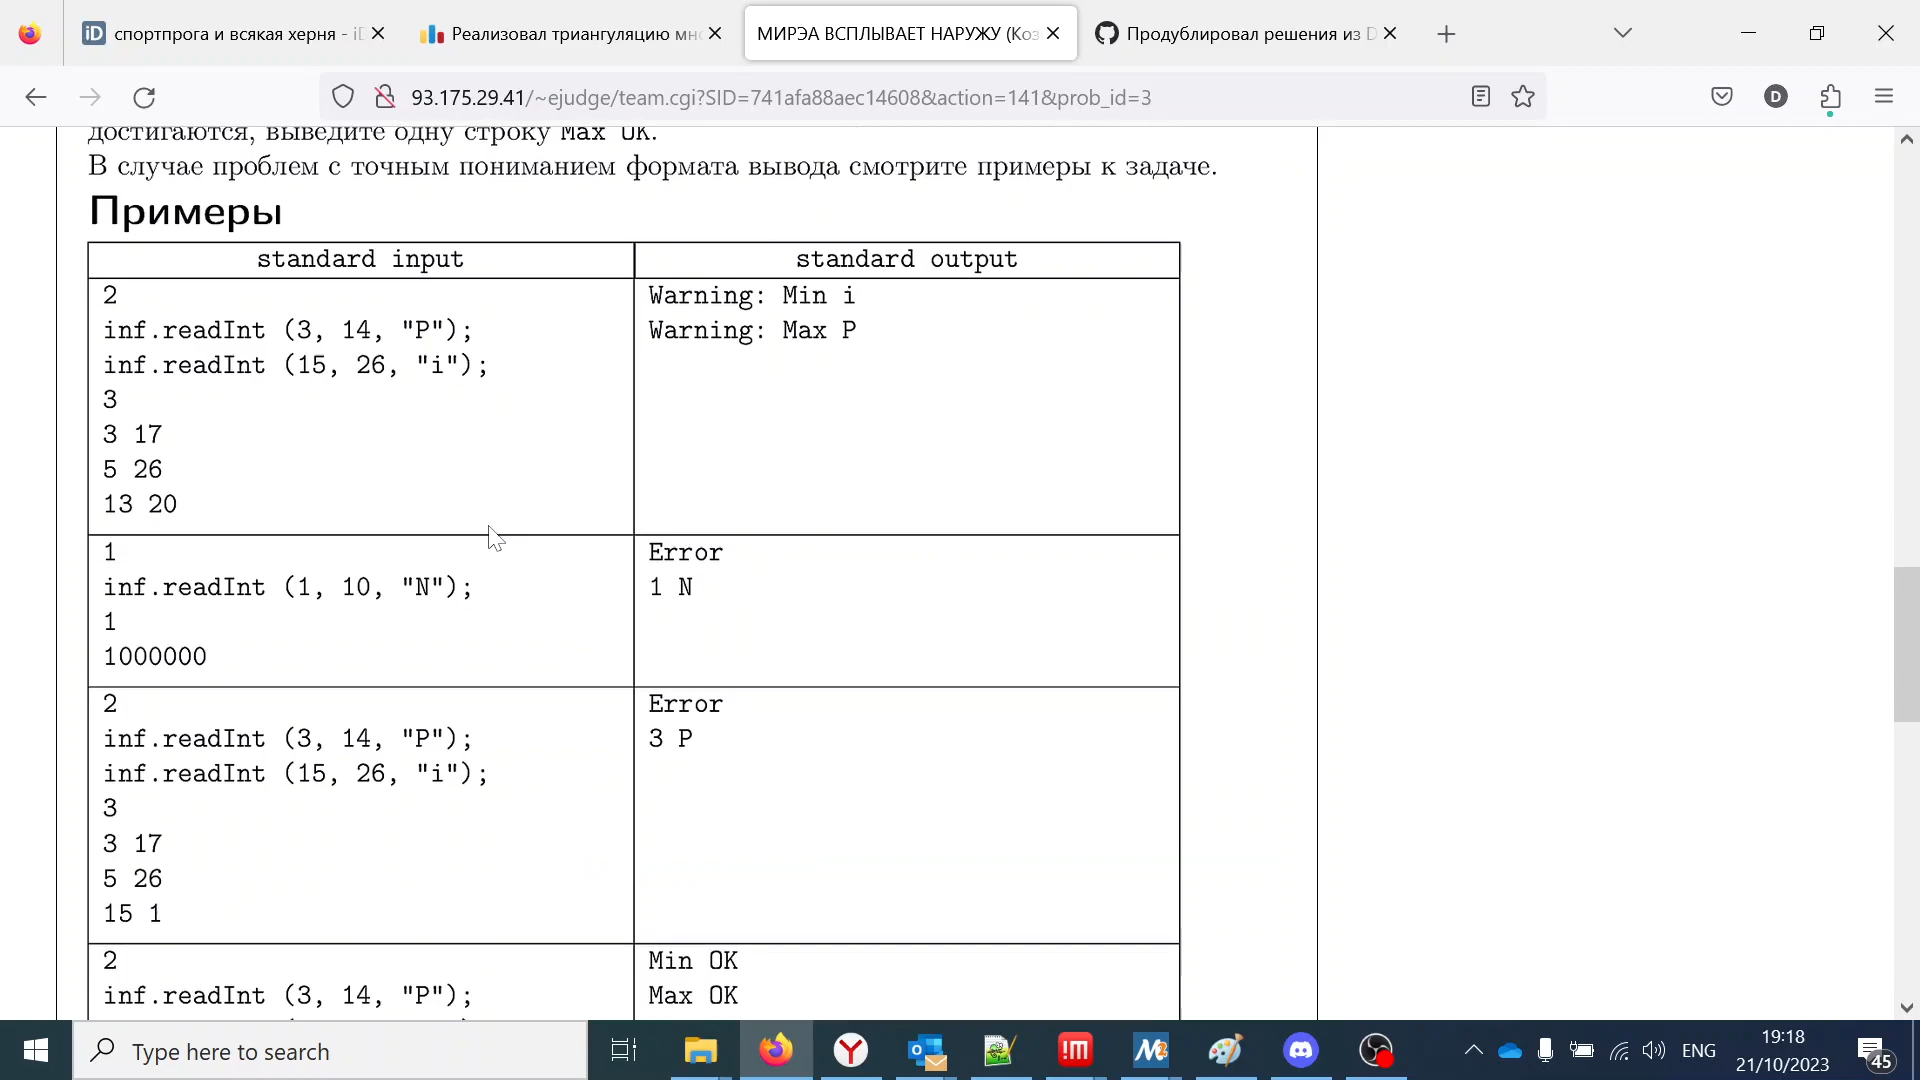 спортпрога и всякая херня - iD
Реализовал триангуляцию мно
МИРЭА ВСПЛЫВАЕТ НАРУЖУ (Коз
Продублировал решения из D
93.175.29.41/~ejudge/team.cgi?SID=741afa88aec14608&action=141&prob_id=3
D
достигаются, выведите одну строку Max OK.
В случае проблем с точным пониманием формата вывода смотрите примеры к задаче.
Примеры
standard input
standard output
2
inf.readInt (3, 14, "P");
inf.readInt (15, 26, "i");
3
3 17
5 26
13 20
Warning: Min i
Warning: Max P
1
inf.readInt (1, 10, "N");
1
1000000
Error
1 N
2
inf.readInt (3, 14, "P");
inf.readInt (15, 26, "i");
3
3 17
5 26
15 1
Error
3 P
2
inf.readInt (3, 14, "P");
Min OK
Max OK
Type here to search
ENG
19:18
21/10/2023
45